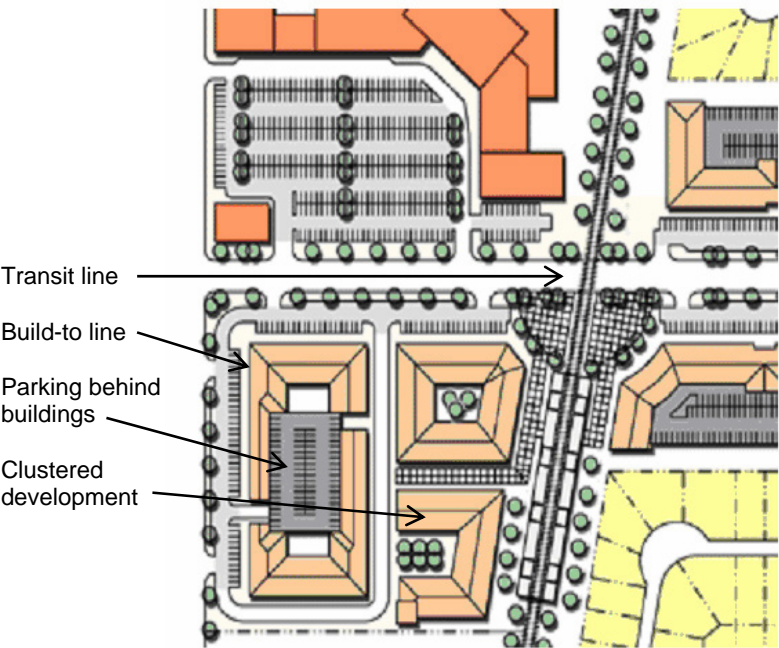 Transit line
Build-to line
Parking behind
buildings
Clustered
development